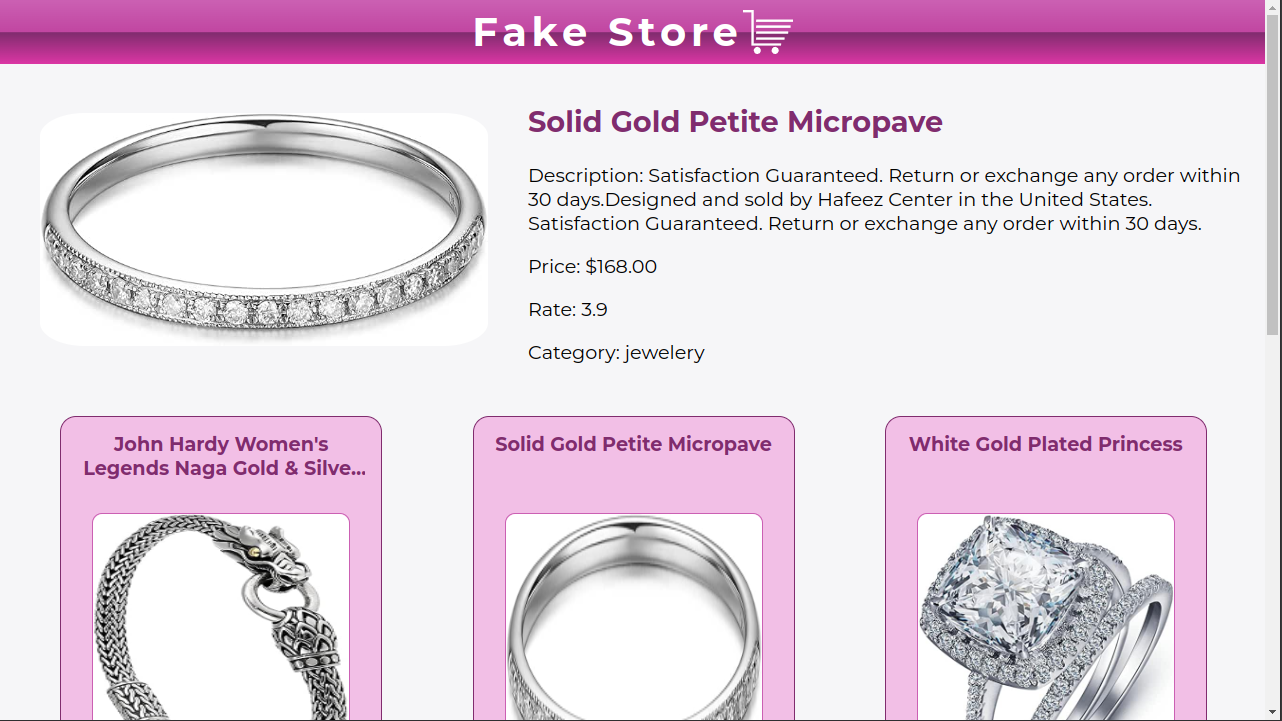 Fake Store
Solid Gold Petite Micropave
Description: Satisfaction Guaranteed. Return or exchange any order within
30 days.Designed and sold by Hafeez Center in the United States.
Satisfaction Guaranteed. Return or exchange any order within 30 days.
Price: $168.00
Rate: 3.9
Category: jewelery
John Hardy Women's
Legends Naga Gold & Silve...
Solid Gold Petite Micropave
White Gold Plated Princess